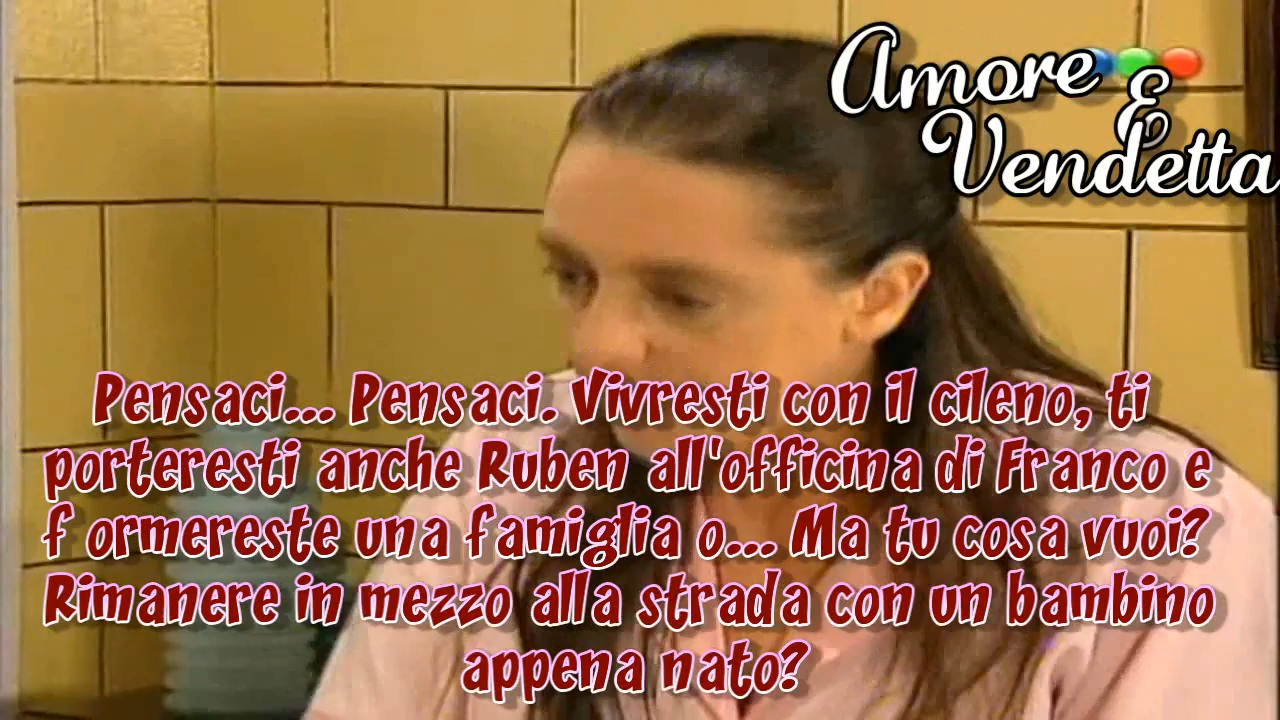 Amore
E
Vendetta
Pensaci... Pensaci. Vivresti con il cileno, ti
porteresti anche Ruben all'officina di Franco e
f ormereste una famiglia o... Ma tu cosa vuoi?
Rimanere in mezzo alla strada con un bambino
appena nato?